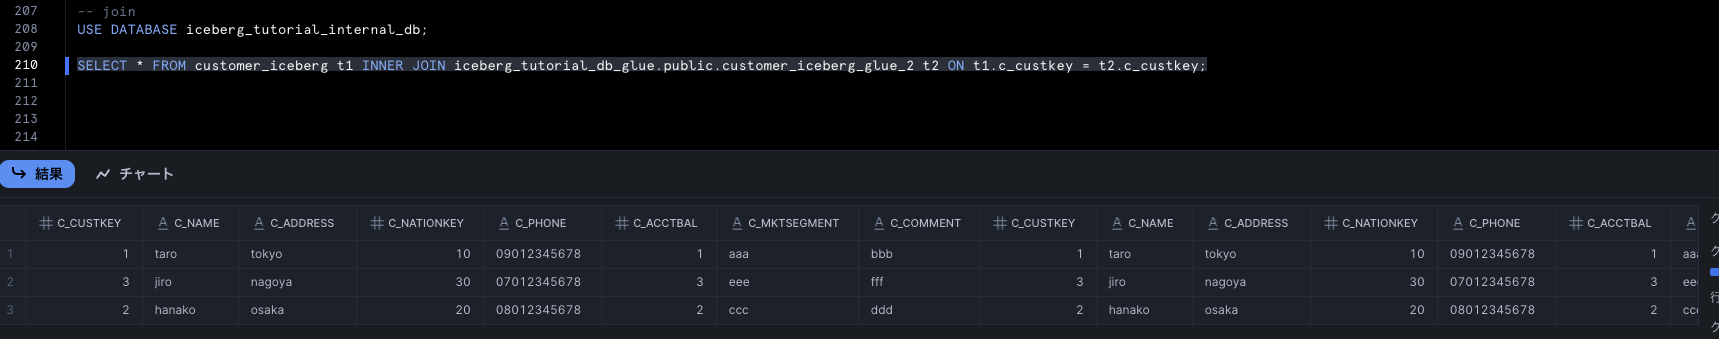 207 -- join
208 USE DATABASE iceberg_tutorial_internal_db;
209
210 SELECT * FROM customer_iceberg t1 INNER JOIN iceberg_tutorial_db_glue.public.customer_iceberg_glue_2 t2 ON t1.c_custkey = t2.c_custkey;
211
212
213
214
結果 チャート
C_CUSTKEY C_NAME C_ADDRESS C_NATIONKEY C_PHONE C_ACCTBAL C_MKTSEGMENT C_COMMENT C_CUSTKEY C_NAME C_ADDRESS C_NATIONKEY C_PHONE C_ACCTBAL
1 1 taro tokyo 10 09012345678 1 aaa bbb 1 taro tokyo 10 09012345678 1
2 3 jiro nagoya 30 07012345678 3 eee fff 3 jiro nagoya 30 07012345678 3
3 2 hanako osaka 20 08012345678 2 ccc ddd 2 hanako osaka 20 08012345678 2